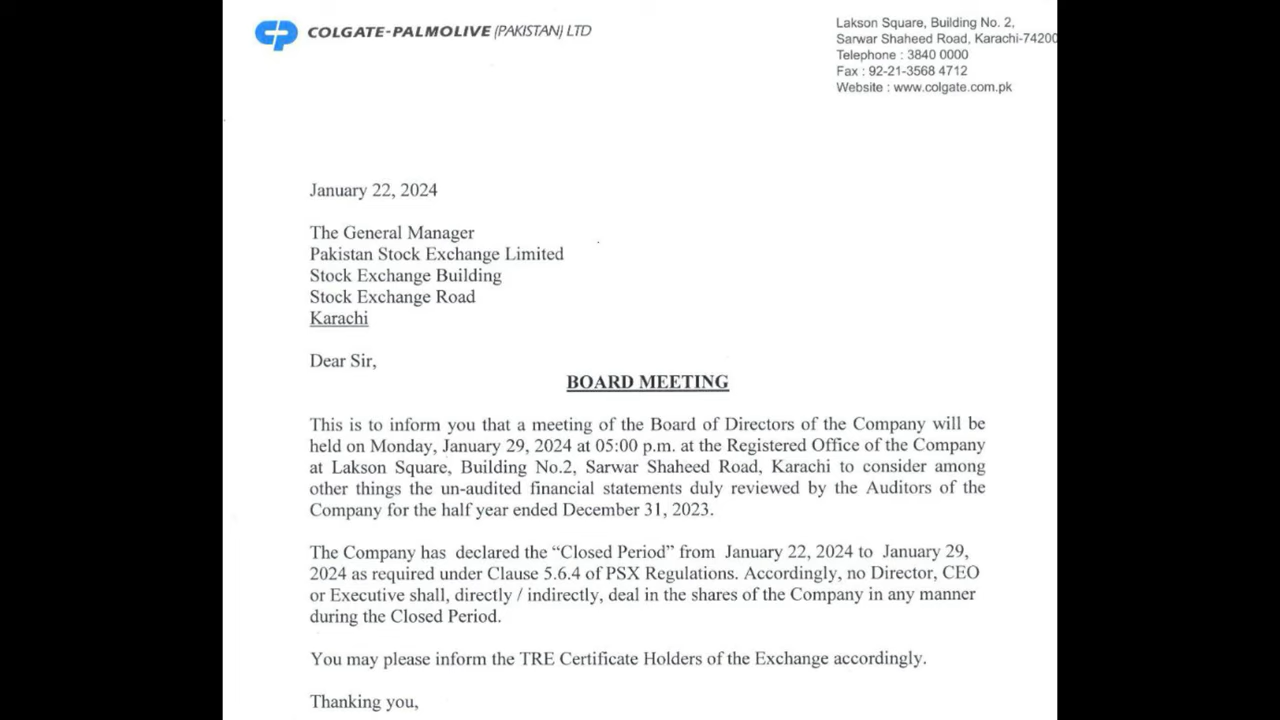 COLGATE-PALMOLIVE (PAKISTAN) LTD
Lakson Square, Building No. 2,
Sarwar Shaheed Road, Karachi-74200
Telephone : 3840 0000
Fax : 92-21-3568 4712
Website : www.colgate.com.pk
January 22, 2024
The General Manager
Pakistan Stock Exchange Limited
Stock Exchange Building
Stock Exchange Road
Karachi
Dear Sir,
BOARD MEETING
This is to inform you that a meeting of the Board of Directors of the Company will be
held on Monday, January 29, 2024 at 05:00 p.m. at the Registered Office of the Company
at Lakson Square, Building No.2, Sarwar Shaheed Road, Karachi to consider among
other things the un-audited financial statements duly reviewed by the Auditors of the
Company for the half year ended December 31, 2023.
The Company has declared the “Closed Period” from January 22, 2024 to January 29,
2024 as required under Clause 5.6.4 of PSX Regulations. Accordingly, no Director, CEO
or Executive shall, directly / indirectly, deal in the shares of the Company in any manner
during the Closed Period.
You may please inform the TRE Certificate Holders of the Exchange accordingly.
Thanking you,